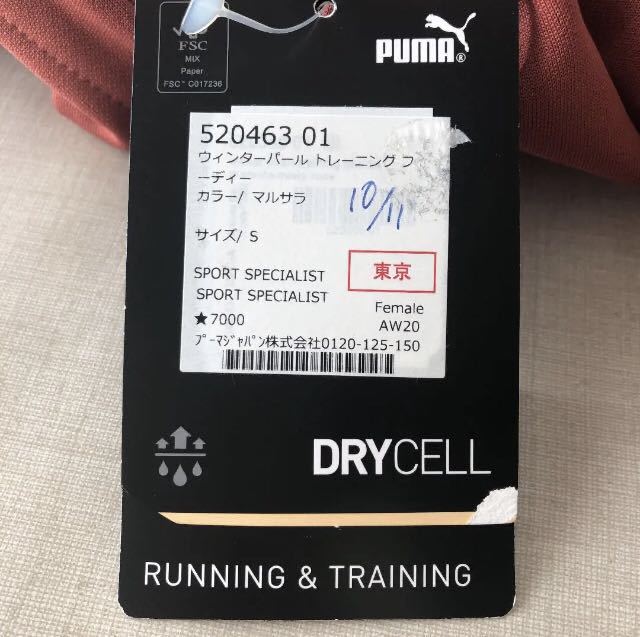 FSC
MIX
Paper
FSC™ C017236
PUMA®
520463 01
ウィンターパール トレーニング フ
ーディー
カラー/ マルサラ
10/11
サイズ/ S
東京
SPORT SPECIALIST
SPORT SPECIALIST
Female
★7000
AW20
プーマジャパン株式会社0120-125-150
DRYCELL
RUNNING & TRAINING